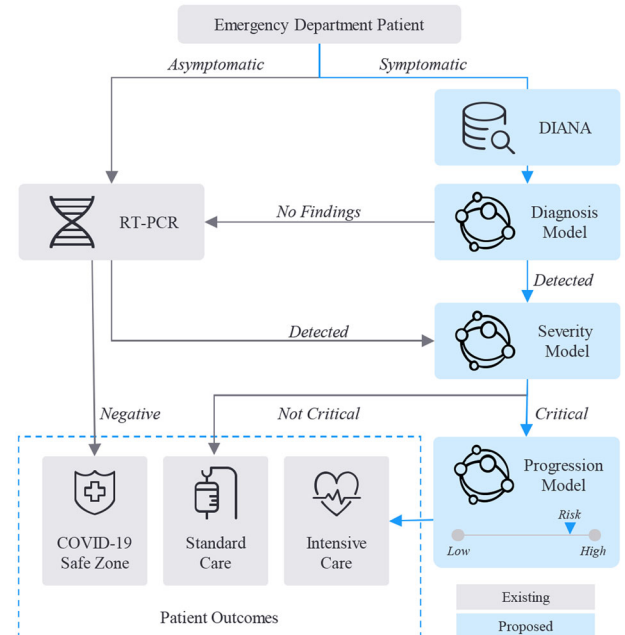 Emergency Department Patient
Asymptomatic
Symptomatic
DIANA
RT-PCR
No Findings
Diagnosis
Model
Detected
Detected
Severity
Model
Negative
Not Critical
Critical
Progression
Model
Risk
Low
High
COVID-19
Safe Zone
Standard
Care
Intensive
Care
Patient Outcomes
Existing
Proposed